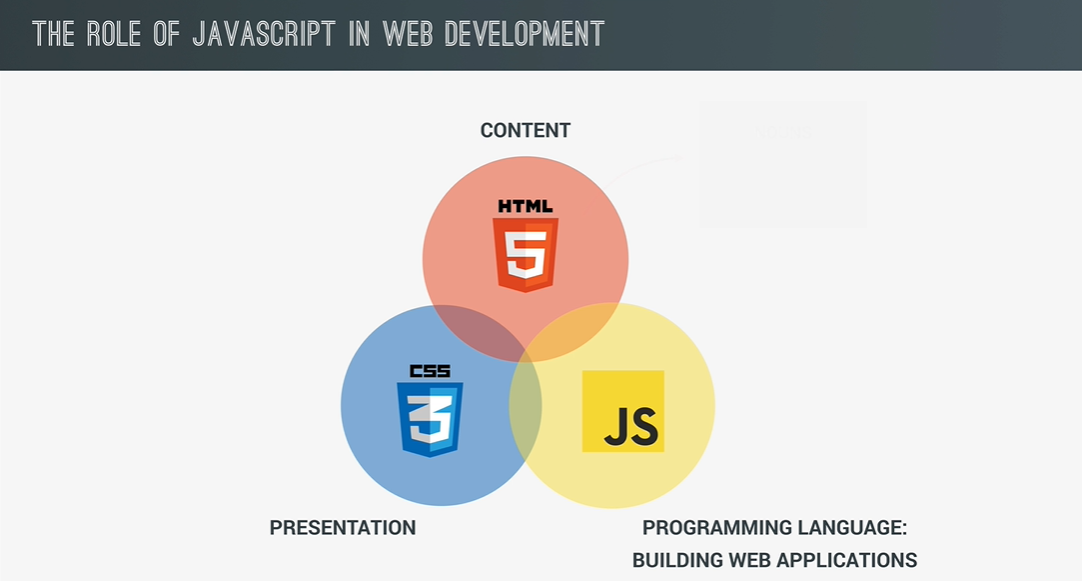 THE ROLE OF JAVASCRIPT IN WEB DEVELOPMENT
CONTENT
HTML
5
CSS
3
JS
PRESENTATION
PROGRAMMING LANGUAGE:
BUILDING WEB APPLICATIONS